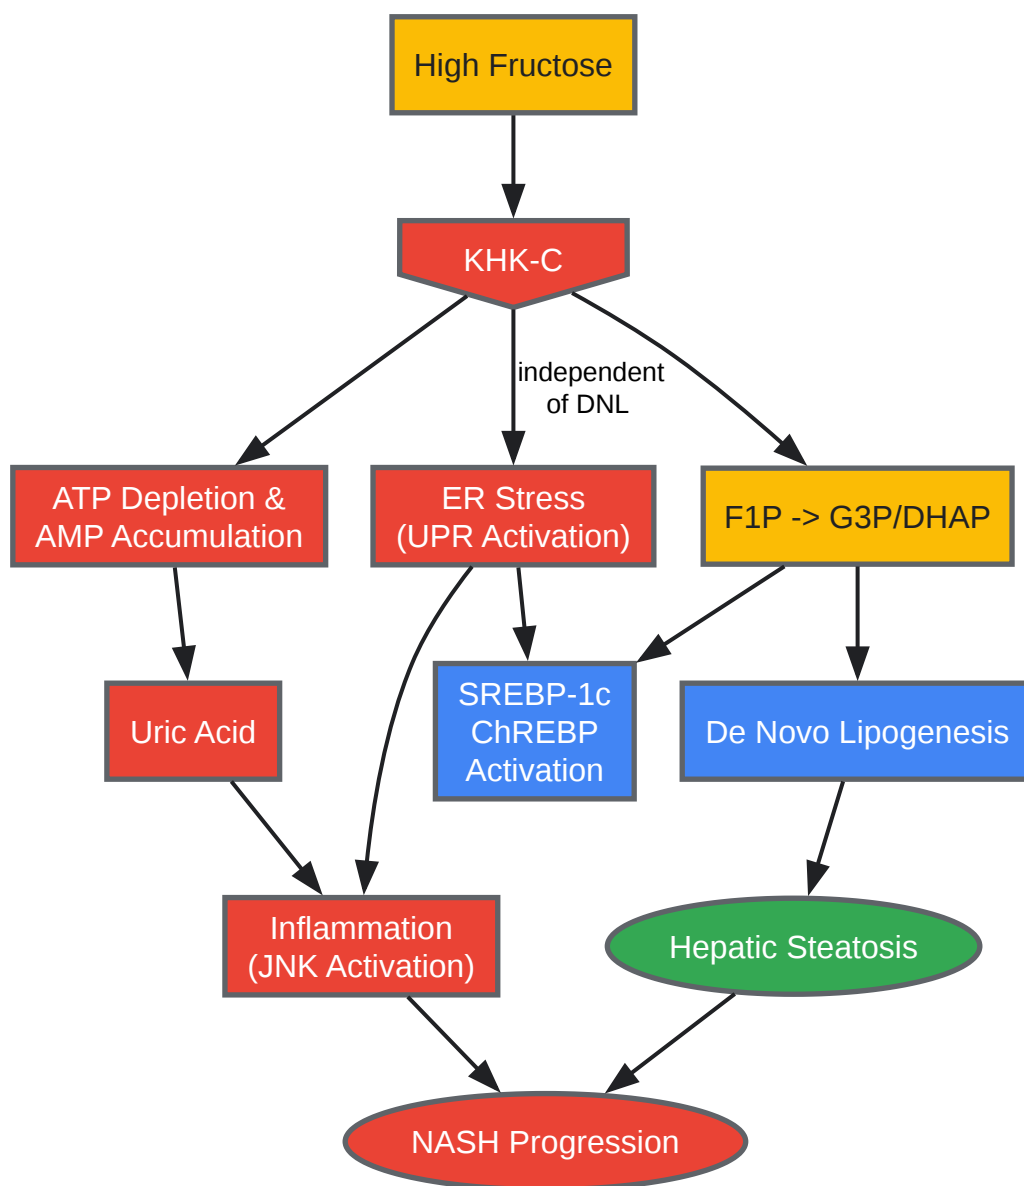 High Fructose
KHK-C
independent
of DNL
ATP Depletion &
AMP Accumulation
ER Stress
(UPR Activation)
F1P -> G3P/DHAP
SREBP-1c
ChREBP
Activation
Uric Acid
De Novo Lipogenesis
Inflammation
(JNK Activation)
Hepatic Steatosis
NASH Progression